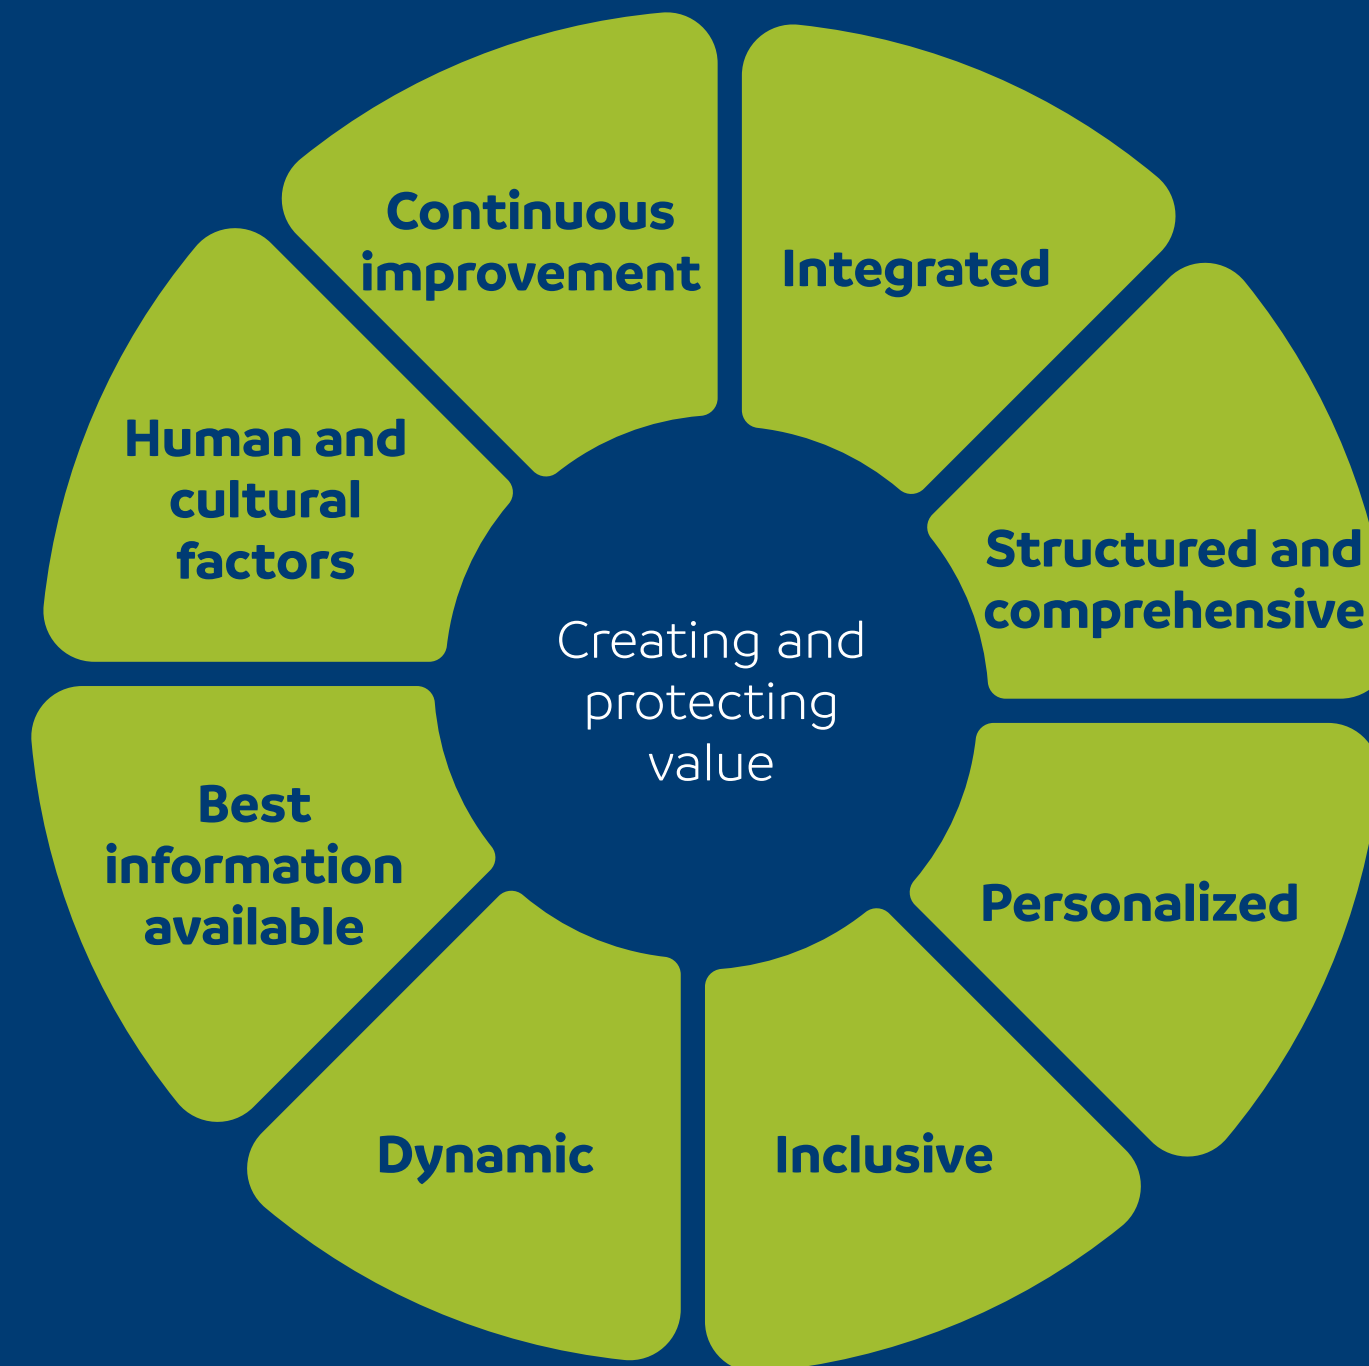 Continuous
improvement
Integrated
Human and
cultural
factors
Structured and
comprehensive
Creating and
protecting
value
Best
information
available
Personalized
Dynamic
Inclusive